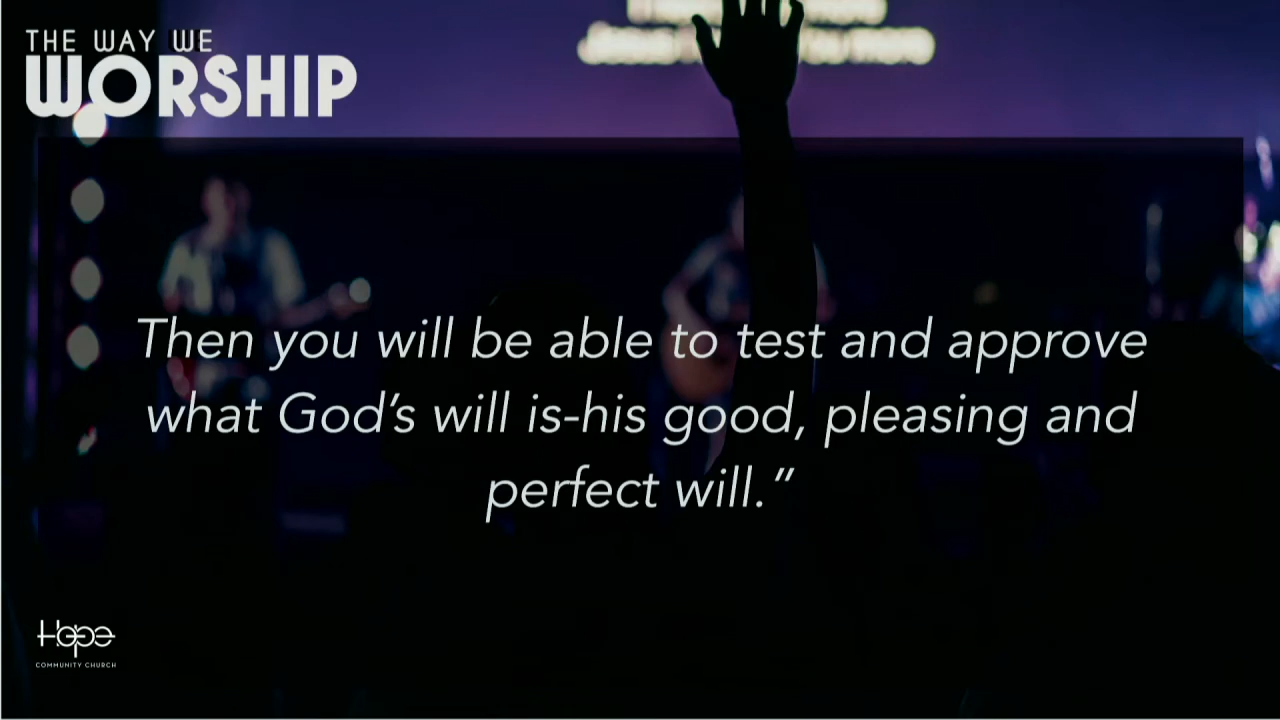 THE WAY WE
WORSHIP
Then you will be able to test and approve
what God’s will is-his good, pleasing and
perfect will.”
Hope
COMMUNITY CHURCH